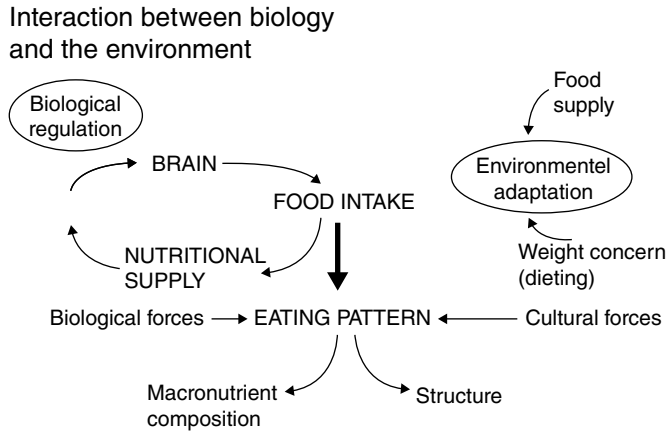 Interaction between biology
and the environment
Biological
regulation
Food
supply
BRAIN
Environmentel
adaptation
FOOD INTAKE
NUTRITIONAL
SUPPLY
Weight concern
(dieting)
Biological forces
EATING PATTERN
Cultural forces
Macronutrient
composition
Structure